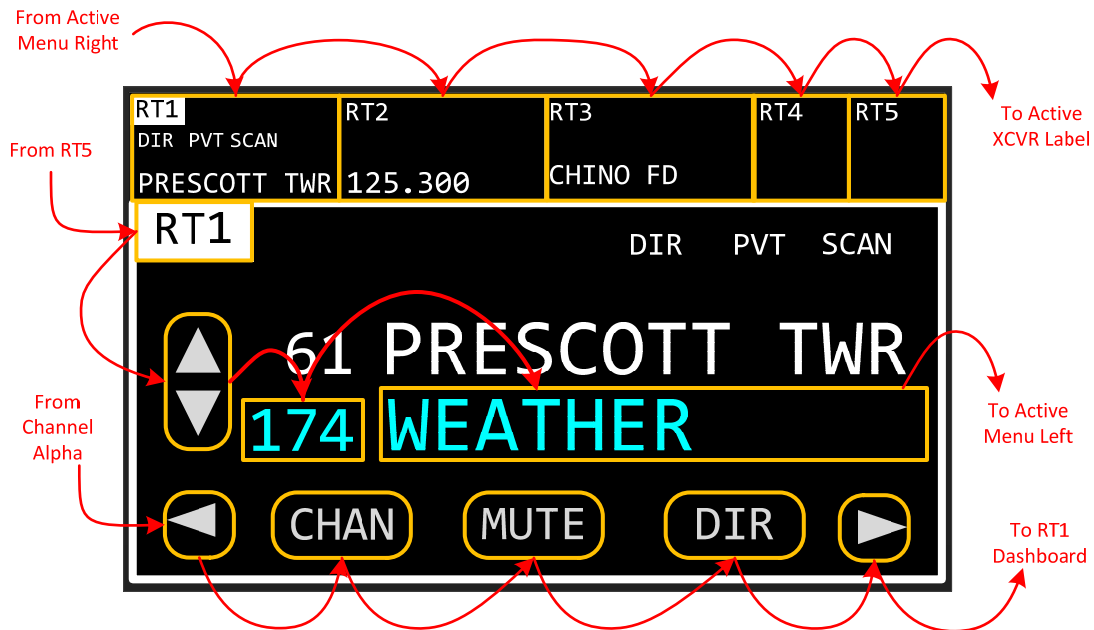 From Active
Menu Right
RT1
RT2
RT3
RT4
RT5
To Active
XCVR Label
DIR PVT SCAN
From RT5
PRESCOTT TWR
125.300
CHINO FD
RT1
DIR PVT SCAN
61 PRESCOTT TWR
From
Channel
Alpha
174 WEATHER
To Active
Menu Left
CHAN
MUTE
DIR
To RT1
Dashboard